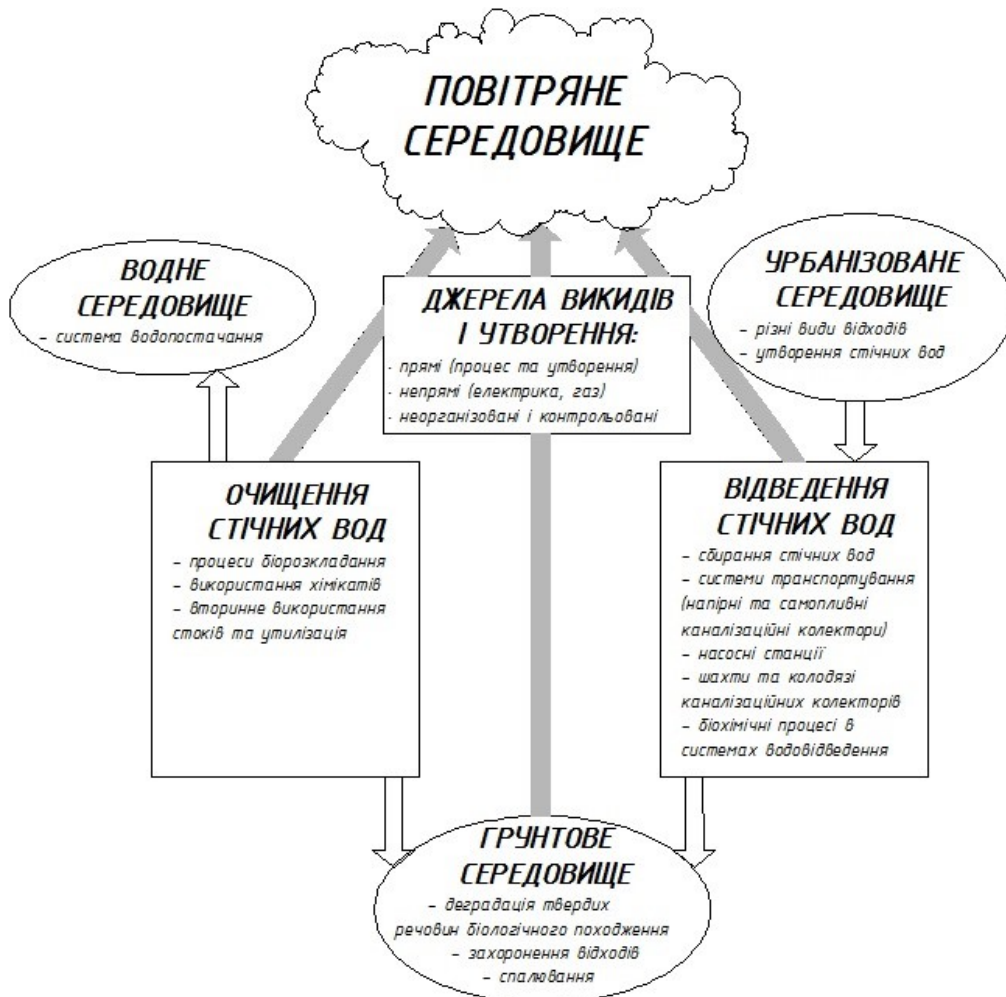 ПОВІТРЯНЕ
СЕРЕДОВИЩЕ
ВОДНЕ
СЕРЕДОВИЩЕ
– система водопостачання
ДЖЕРЕЛА ВИКИДІВ
І УТВОРЕННЯ:
· прямі (процес та утворення)
· непрямі (електрика, газ)
· неорганізовані і контрольовані
УРБАНІЗОВАНЕ
СЕРЕДОВИЩЕ
– різні види відходів
– утворення стічних вод
ОЧИЩЕННЯ
СТІЧНИХ ВОД
– процеси біорозкладання
– використання хімікатів
– вторинне використання
стоків та утилізація
ВІДВЕДЕННЯ
СТІЧНИХ ВОД
– сбирання стічних вод
– системи транспортування
(напірні та самопливні
каналізаційні колектори)
– насосні станції
– шахти та колодязі
каналізаційних колекторів
– біохімічні процесі в
системах водовідведення
ГРУНТОВЕ
СЕРЕДОВИЩЕ
– деградація твердих
речовин біологічного походження
– захоронення відходів
– спалювання